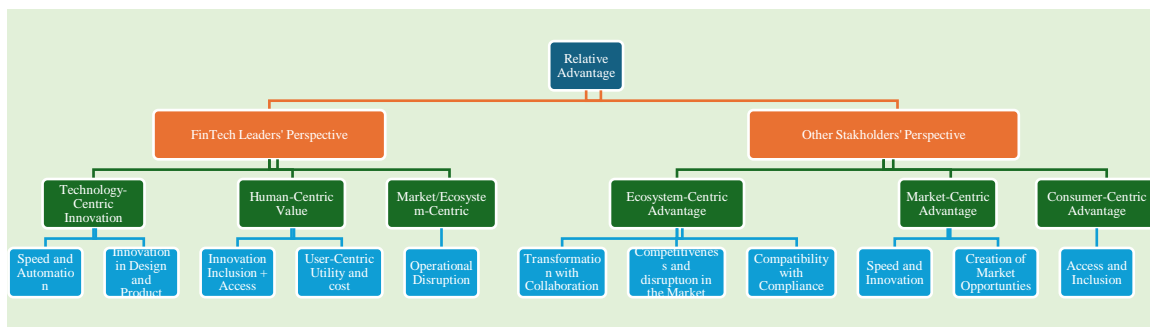 Relative
Advantage
FinTech Leaders' Perspective
Other Stakholders' Perspective
Technology-
Centric
Innovation
Human-Centric
Value
Market/Ecosyste
m-Centric
Ecosystem-Centric
Advantage
Market-Centric
Advantage
Consumer-Centric
Advantage
Speed and
Automatio
n
Innovation
in Design
and
Product
Innovation
Inclusion +
Access
User-Centric
Utility and
cost
Operational
Disruption
Transformatio
n with
Collaboration
Competitivenes
s and
disruptuon in
the Market
Compatibility
with
Compliance
Speed and
Innovation
Creation of
Market
Opportunties
Access and
Inclusion